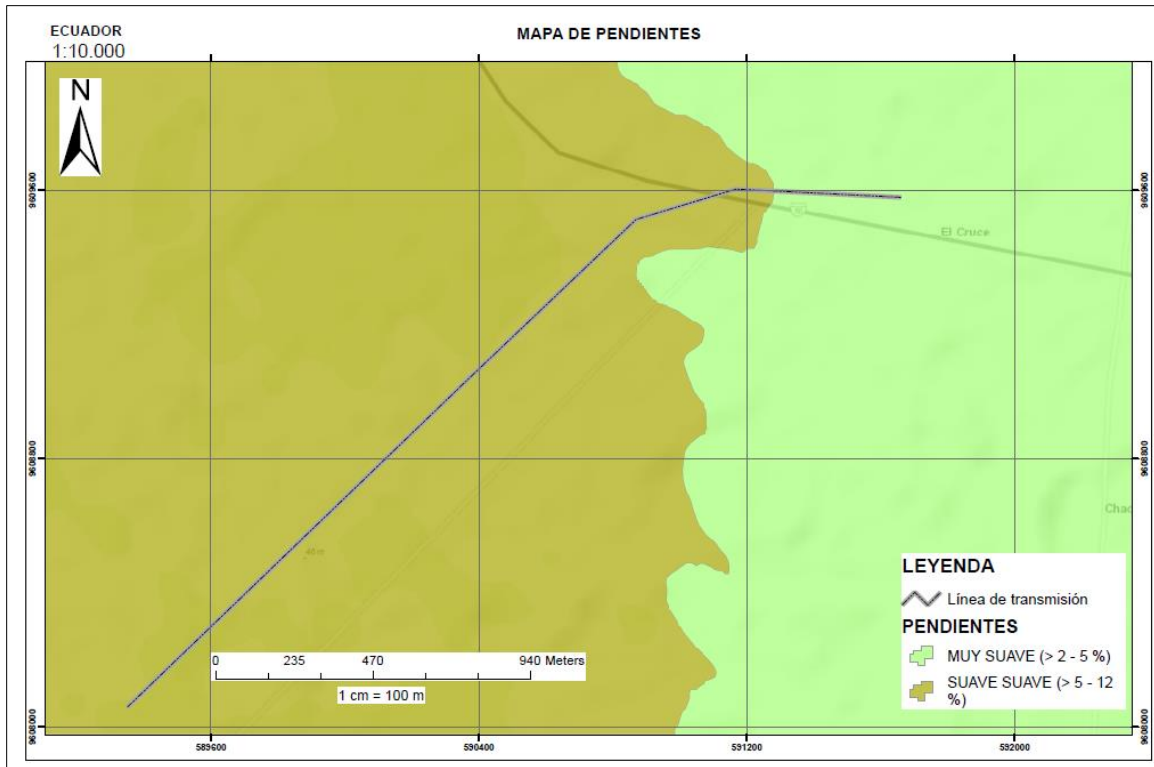 ECUADOR
1:10.000
MAPA DE PENDIENTES
N
9609600
9609600
El Cruce
9608800
9608800
Chac
40 m
LEYENDA
Línea de transmisión
PENDIENTES
MUY SUAVE (> 2 - 5 %)
SUAVE SUAVE (> 5 - 12
%)
0 235 470 940 Meters
1 cm = 100 m
9608000
9608000
589600 590400 591200 592000